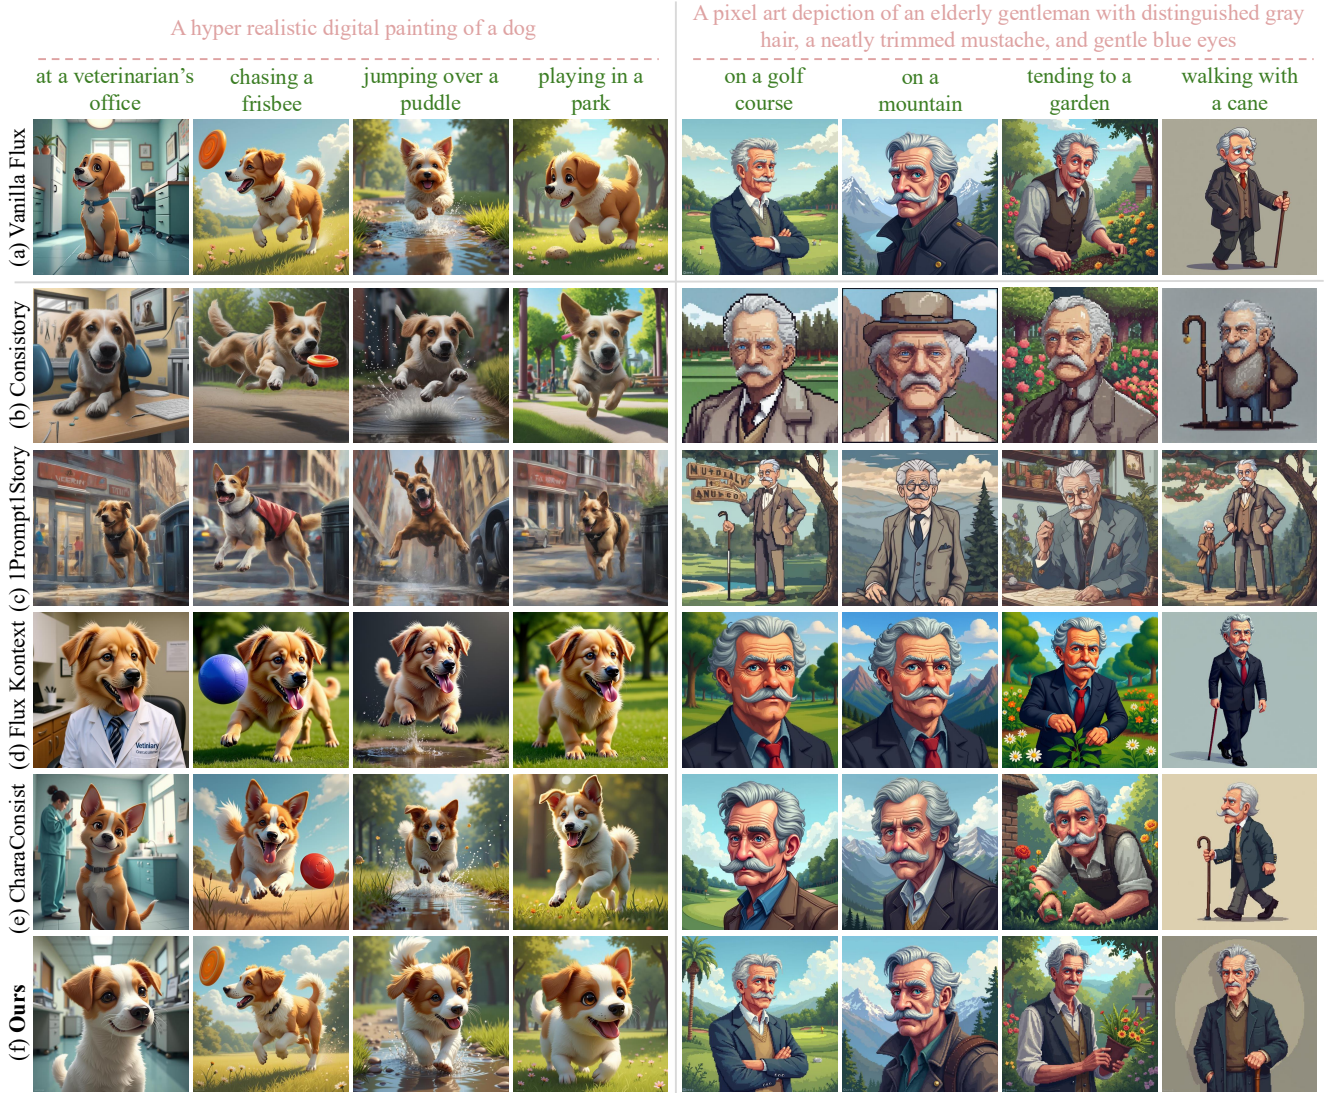 A hyper realistic digital painting of a dog
A pixel art depiction of an elderly gentleman with distinguished gray
hair, a neatly trimmed mustache, and gentle blue eyes
at a veterinarian's
office
chasing a
frisbee
jumping over a
puddle
playing in a
park
on a golf
course
on a
mountain
tending to a
garden
walking with
a cane
(a) Vanilla Flux
(b) Consistory
(c) 1Prompt1Story
(d) Flux Kontext
Vetiniary
(e) CharaConsist
(f) Ours